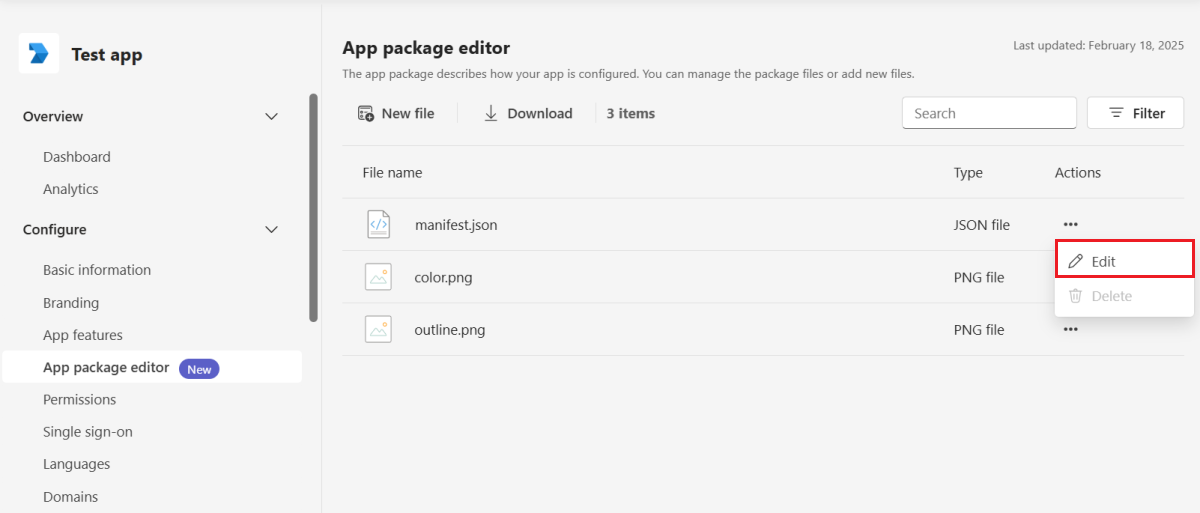 Test app
Overview
Dashboard
Analytics
Configure
Basic information
Branding
App features
App package editor New
Permissions
Single sign-on
Languages
Domains
App package editor
Last updated: February 18, 2025
The app package describes how your app is configured. You can manage the package files or add new files.
New file Download 3 items Search Filter
File name Type Actions
manifest.json JSON file •••
Edit
color.png PNG file
Delete
outline.png PNG file •••